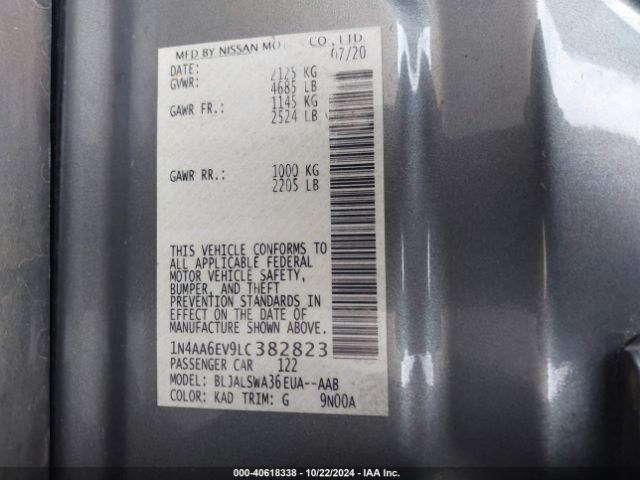 MFD BY NISSAN MOT CO., LTD.
DATE: 07/20
GVWR: 2125 KG
4685 LB
GAWR FR.: 1145 KG
2524 LB
GAWR RR.: 1000 KG
2205 LB
THIS VEHICLE CONFORMS TO
ALL APPLICABLE FEDERAL
MOTOR VEHICLE SAFETY,
BUMPER, AND THEFT
PREVENTION STANDARDS IN
EFFECT ON THE DATE OF
MANUFACTURE SHOWN ABOVE.
1N4AA6EV9LC382823
PASSENGER CAR 122
MODEL: BLJALSWA36EUA--AAB
COLOR: KAD TRIM: G 9N00A
000-40618338 - 10/22/2024 - IAA Inc.